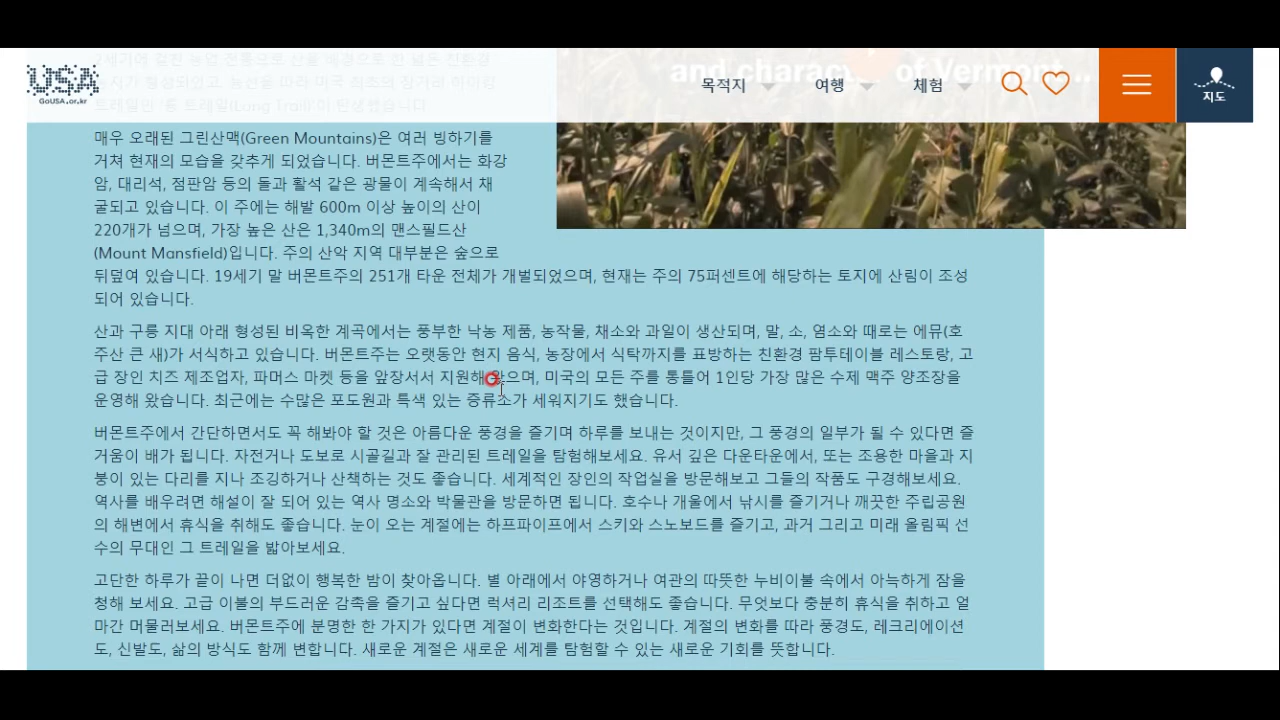 USA
GoUSA.or.kr
목적지
여행
체험
지도
and charac
of Vermont...
트레일인 '롱 트레일(Long Trail)'이 탄생했습니다.
매우 오래된 그린산맥(Green Mountains)은 여러 빙하기를
거쳐 현재의 모습을 갖추게 되었습니다. 버몬트주에서는 화강
암, 대리석, 점판암 등의 돌과 활석 같은 광물이 계속해서 채
굴되고 있습니다. 이 주에는 해발 600m 이상 높이의 산이
220개가 넘으며, 가장 높은 산은 1,340m의 맨스필드산
(Mount Mansfield)입니다. 주의 산악 지역 대부분은 숲으로
뒤덮여 있습니다. 19세기 말 버몬트주의 251개 타운 전체가 개벌되었으며, 현재는 주의 75퍼센트에 해당하는 토지에 산림이 조성
되어 있습니다.
산과 구릉 지대 아래 형성된 비옥한 계곡에서는 풍부한 낙농 제품, 농작물, 채소와 과일이 생산되며, 말, 소, 염소와 때로는 에뮤(호
주산 큰 새)가 서식하고 있습니다. 버몬트주는 오랫동안 현지 음식, 농장에서 식탁까지를 표방하는 친환경 팜투테이블 레스토랑, 고
급 장인 치즈 제조업자, 파머스 마켓 등을 앞장서서 지원해 왔으며, 미국의 모든 주를 통틀어 1인당 가장 많은 수제 맥주 양조장을
운영해 왔습니다. 최근에는 수많은 포도원과 특색 있는 증류소가 세워지기도 했습니다.
버몬트주에서 간단하면서도 꼭 해봐야 할 것은 아름다운 풍경을 즐기며 하루를 보내는 것이지만, 그 풍경의 일부가 될 수 있다면 즐
거움이 배가 됩니다. 자전거나 도보로 시골길과 잘 관리된 트레일을 탐험해보세요. 유서 깊은 다운타운에서, 또는 조용한 마을과 지
붕이 있는 다리를 지나 조깅하거나 산책하는 것도 좋습니다. 세계적인 장인의 작업실을 방문해보고 그들의 작품도 구경해보세요.
역사를 배우려면 해설이 잘 되어 있는 역사 명소와 박물관을 방문하면 됩니다. 호수나 개울에서 낚시를 즐기거나 깨끗한 주립공원
의 해변에서 휴식을 취해도 좋습니다. 눈이 오는 계절에는 하프파이프에서 스키와 스노보드를 즐기고, 과거 그리고 미래 올림픽 선
수의 무대인 그 트레일을 밟아보세요.
고단한 하루가 끝이 나면 더없이 행복한 밤이 찾아옵니다. 별 아래에서 야영하거나 여관의 따뜻한 누비이불 속에서 아늑하게 잠을
청해 보세요. 고급 이불의 부드러운 감촉을 즐기고 싶다면 럭셔리 리조트를 선택해도 좋습니다. 무엇보다 충분히 휴식을 취하고 얼
마간 머물러보세요. 버몬트주에 분명한 한 가지가 있다면 계절이 변화한다는 것입니다. 계절의 변화를 따라 풍경도, 레크리에이션
도, 신발도, 삶의 방식도 함께 변합니다. 새로운 계절은 새로운 세계를 탐험할 수 있는 새로운 기회를 뜻합니다.